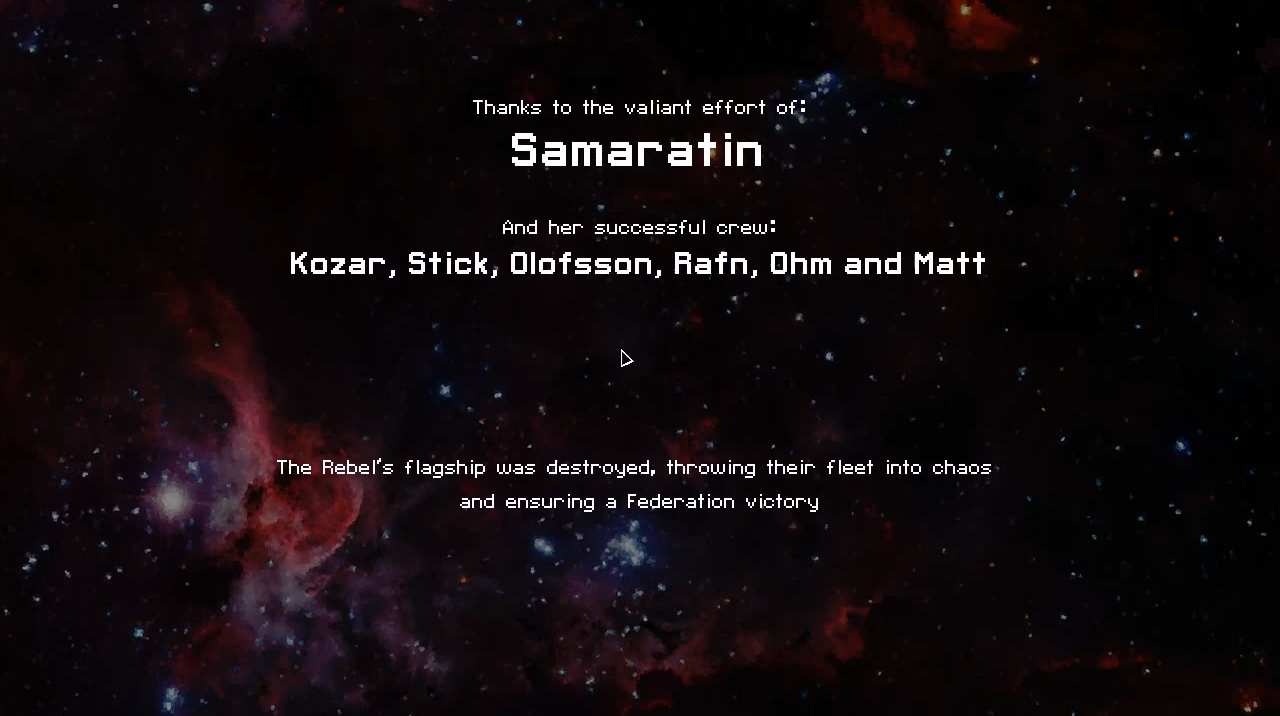 Thanks to the valiant effort of:
Samaratin
And her successful crew:
Kozar, Stick, Olofsson, Rafn, Ohm and Matt
The Rebel's flagship was destroyed, throwing their fleet into chaos
and ensuring a Federation victory